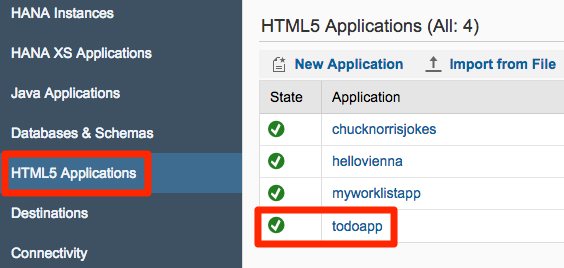 HANA Instances
HANA XS Applications
Java Applications
Databases & Schemas
HTML5 Applications
Destinations
Connectivity
HTML5 Applications (All: 4)
New Application Import from File
State Application
chucknorrisjokes
hellovienna
myworklistapp
todoapp